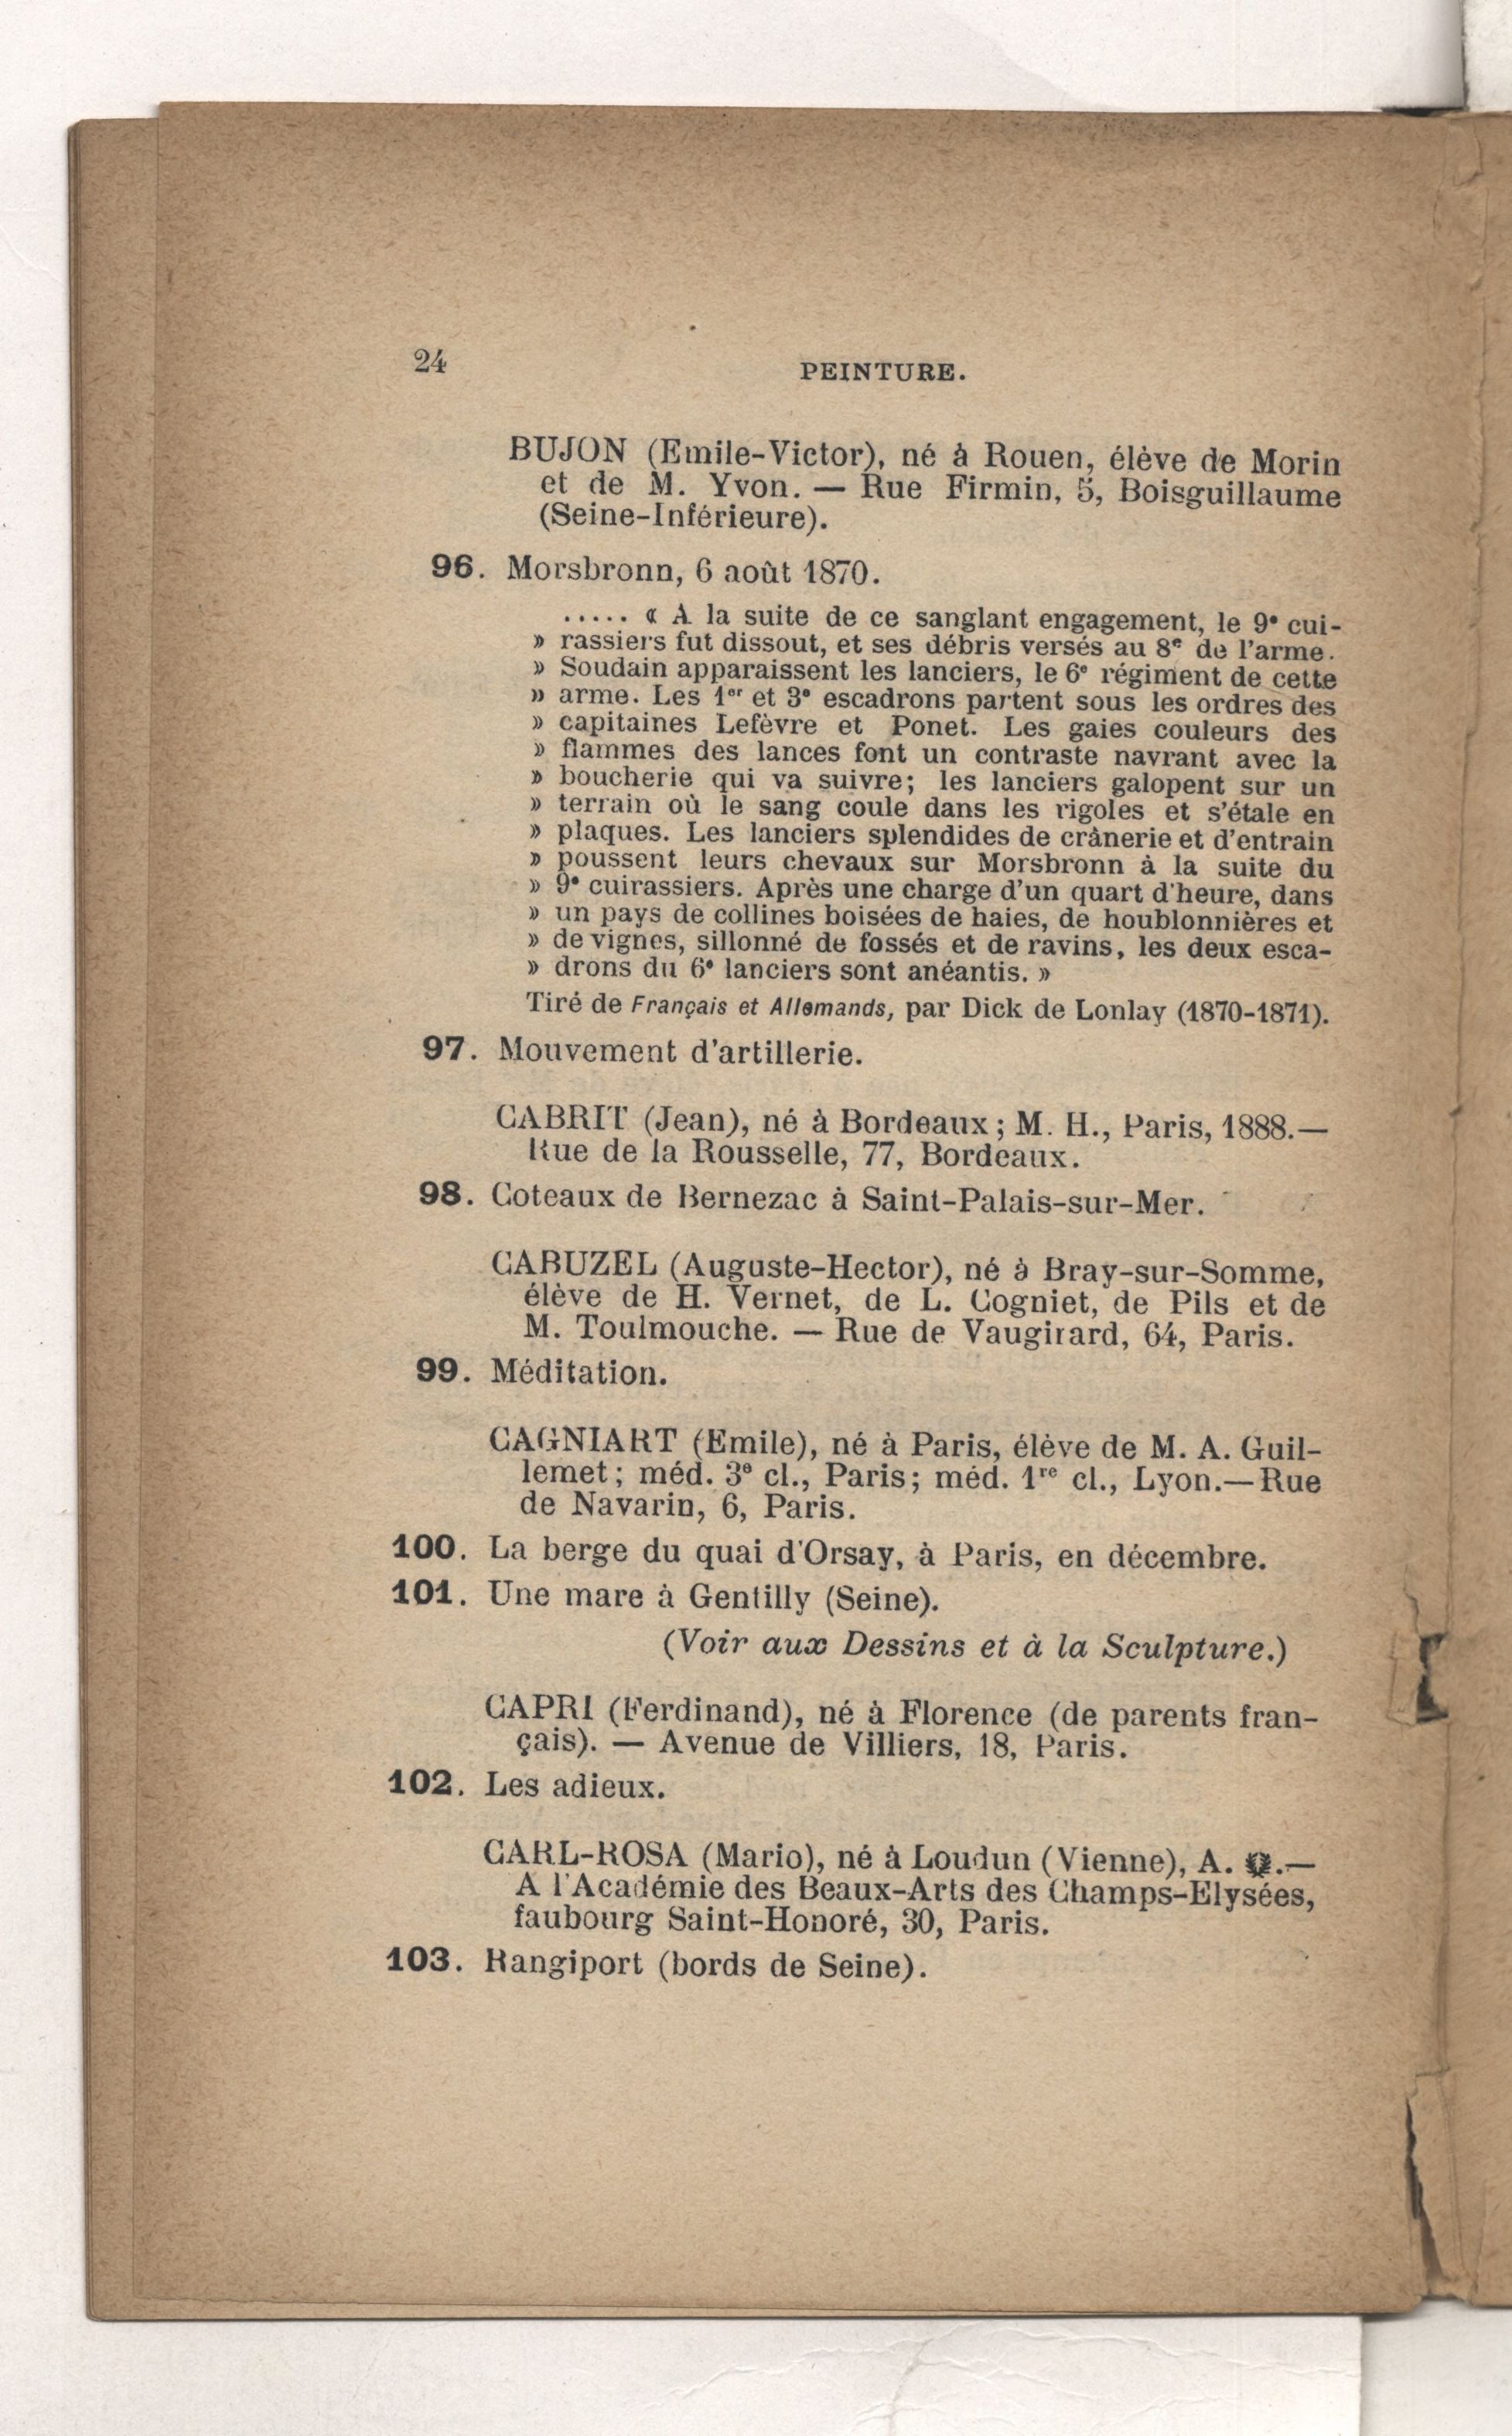 24
PEINTURE.
BUJON (Emile-Victor), né à Rouen, élève de Morin
et de M. Yvon. — Rue Firmin, 5, Boisguillaume
(Seine-Inférieure).
96. Morsbronn, 6 août 1870.
..... « A la suite de ce sanglant engagement, le 9e cui-
» rassiers fut dissout, et ses débris versés au 8e de l'arme.
» Soudain apparaissent les lanciers, le 6e régiment de cette
» arme. Les 1er et 3e escadrons partent sous les ordres des
» capitaines Lefèvre et Ponet. Les gaies couleurs des
» flammes des lances font un contraste navrant avec la
» boucherie qui va suivre; les lanciers galopent sur un
» terrain où le sang coule dans les rigoles et s'étale en
» plaques. Les lanciers splendides de crânerie et d'entrain
» poussent leurs chevaux sur Morsbronn à la suite du
» 9e cuirassiers. Après une charge d'un quart d'heure, dans
» un pays de collines boisées de haies, de houblonnières et
» de vignes, sillonné de fossés et de ravins, les deux esca-
» drons du 6e lanciers sont anéantis. »
Tiré de Français et Allemands, par Dick de Lonlay (1870-1871).
97. Mouvement d'artillerie.
CABRIT (Jean), né à Bordeaux; M. H., Paris, 1888.—
Rue de la Rousselle, 77, Bordeaux.
98. Coteaux de Bernezac à Saint-Palais-sur-Mer.
CABUZEL (Auguste-Hector), né à Bray-sur-Somme,
élève de H. Vernet, de L. Cogniet, de Pils et de
M. Toulmouche. — Rue de Vaugirard, 64, Paris.
99. Méditation.
CAGNIART (Emile), né à Paris, élève de M. A. Guil-
lemet; méd. 3e cl., Paris; méd. 1re cl., Lyon.—Rue
de Navarin, 6, Paris.
100. La berge du quai d'Orsay, à Paris, en décembre.
101. Une mare à Gentilly (Seine).
(Voir aux Dessins et à la Sculpture.)
CAPRI (Ferdinand), né à Florence (de parents fran-
çais). — Avenue de Villiers, 18, Paris.
102. Les adieux.
CARL-ROSA (Mario), né à Loudun (Vienne), A. .—
A l'Académie des Beaux-Arts des Champs-Elysées,
faubourg Saint-Honoré, 30, Paris.
103. Rangiport (bords de Seine).